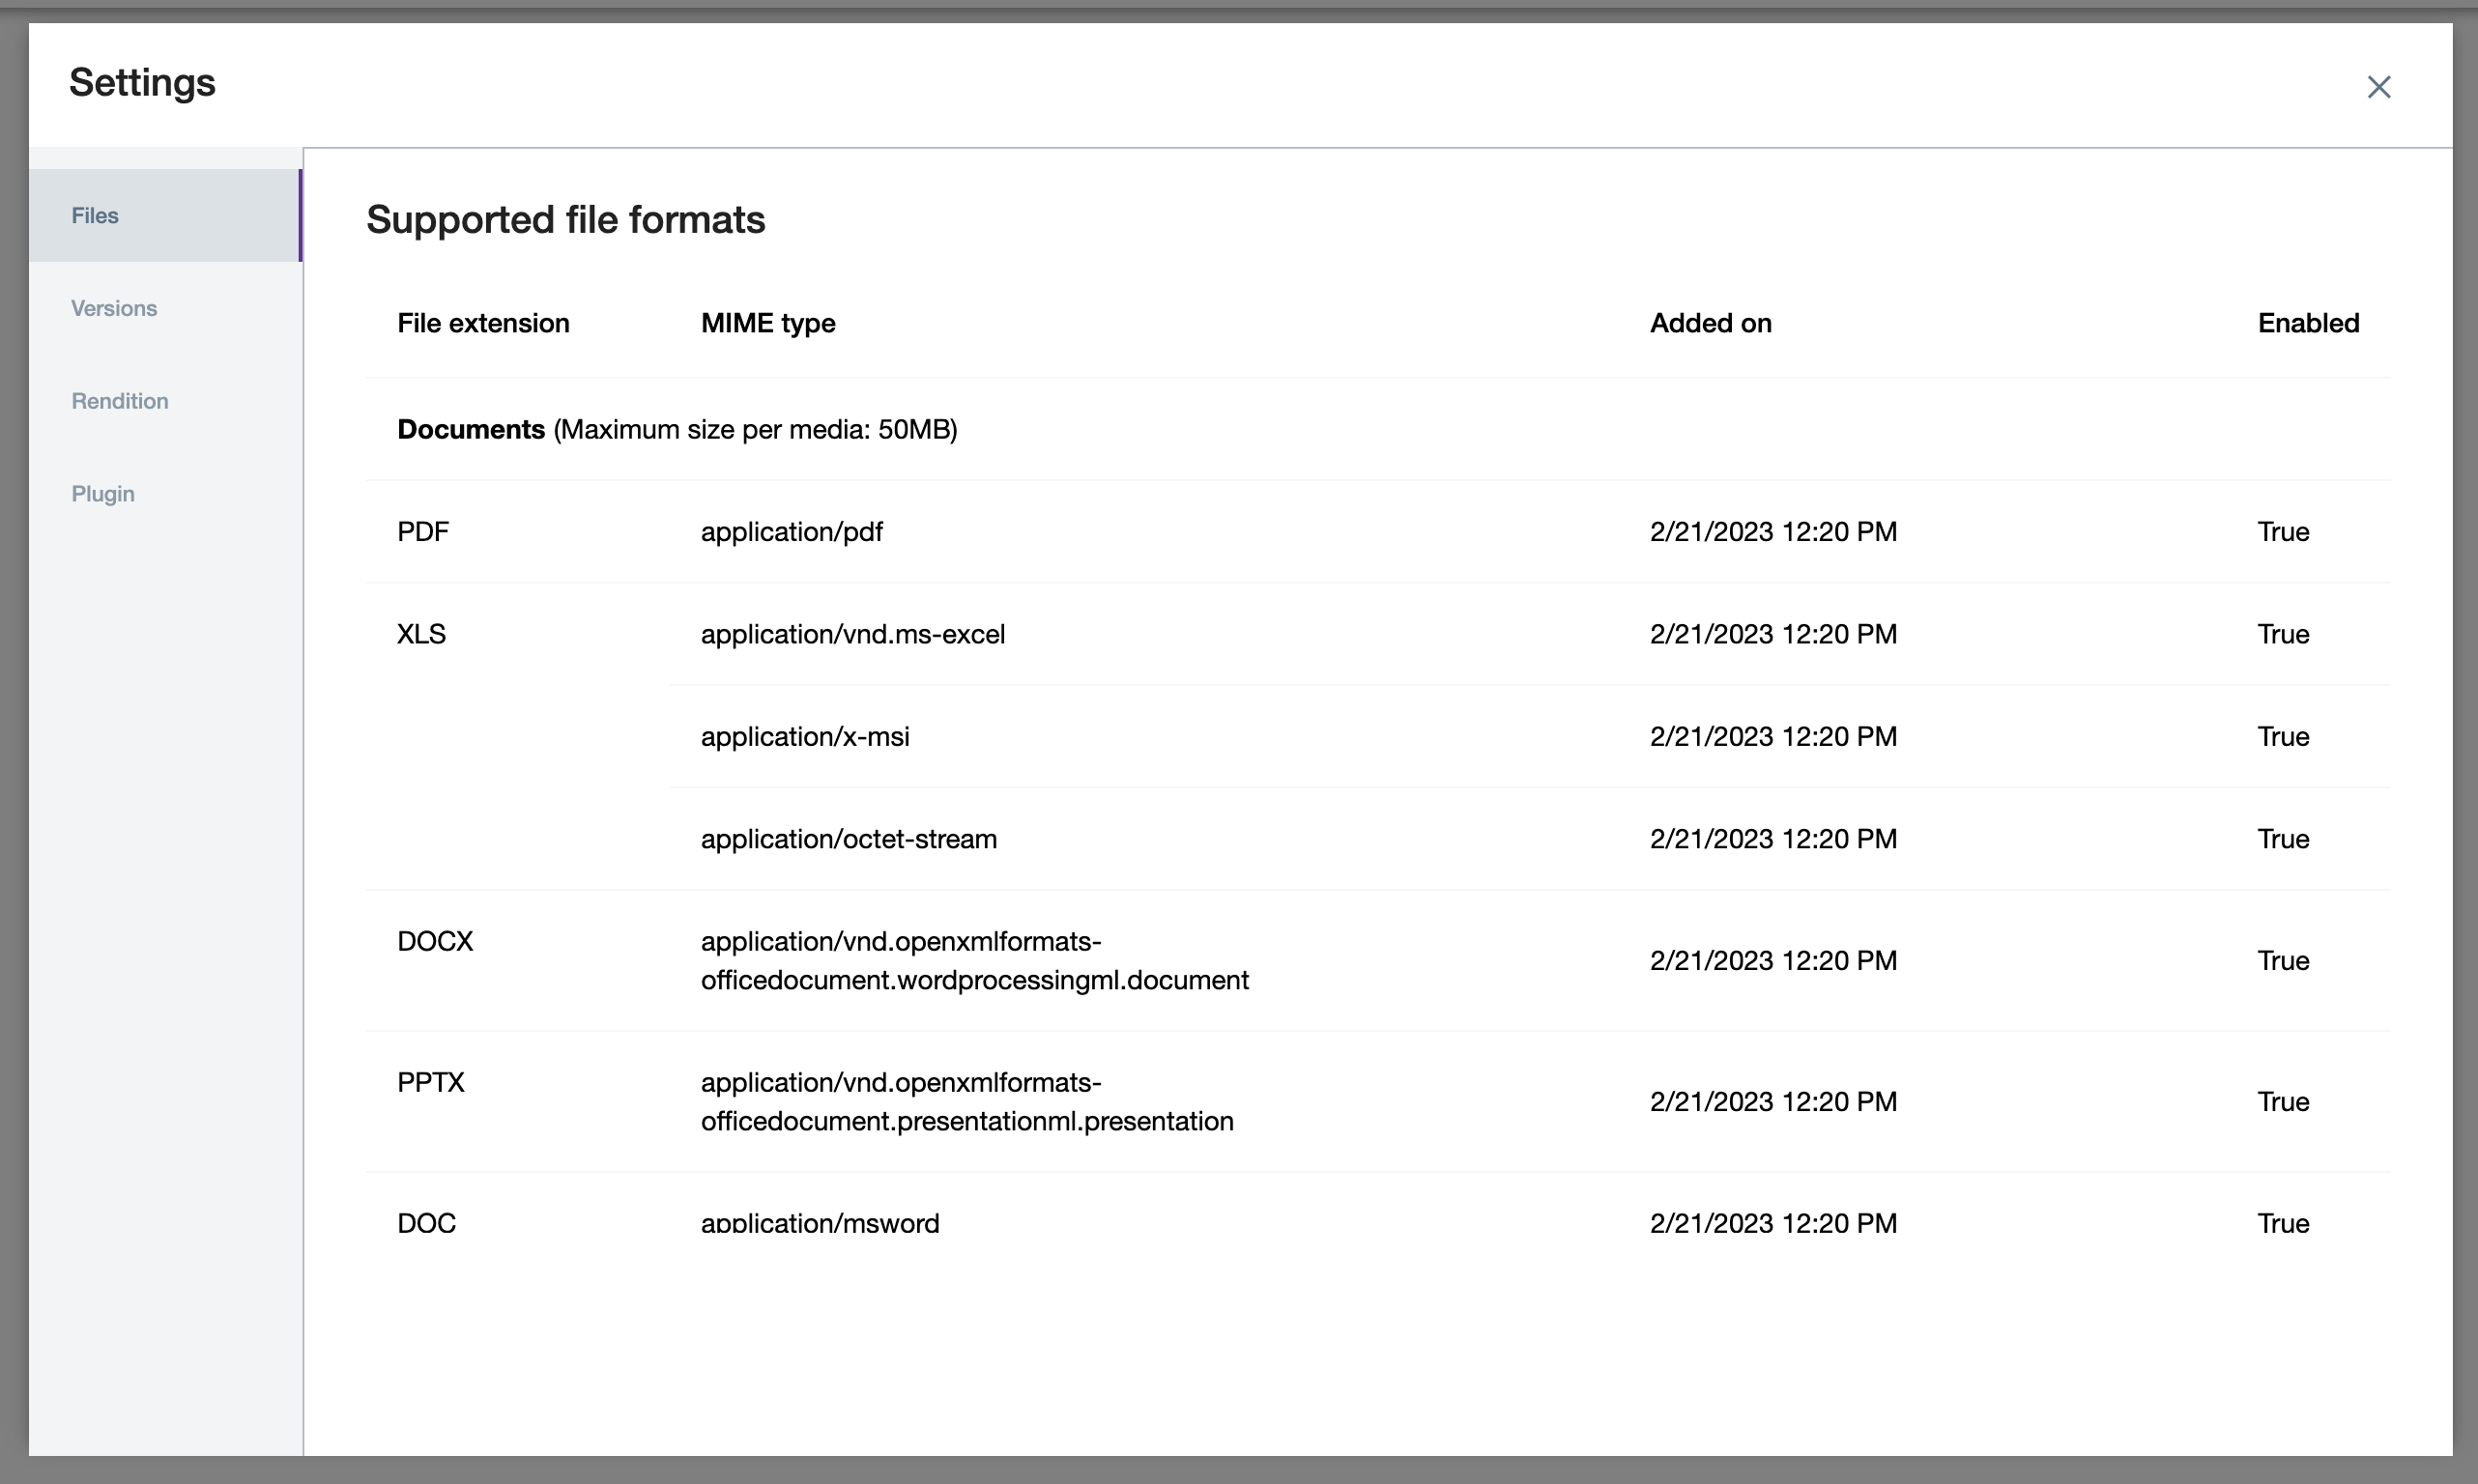 Settings
Files
Versions
Rendition
Plugin
Supported file formats
File extension MIME type Added on Enabled
Documents (Maximum size per media: 50MB)
PDF application/pdf 2/21/2023 12:20 PM True
XLS application/vnd.ms-excel 2/21/2023 12:20 PM True
application/x-msi 2/21/2023 12:20 PM True
application/octet-stream 2/21/2023 12:20 PM True
DOCX application/vnd.openxmlformats-
officedocument.wordprocessingml.document 2/21/2023 12:20 PM True
PPTX application/vnd.openxmlformats-
officedocument.presentationml.presentation 2/21/2023 12:20 PM True
DOC application/msword 2/21/2023 12:20 PM True